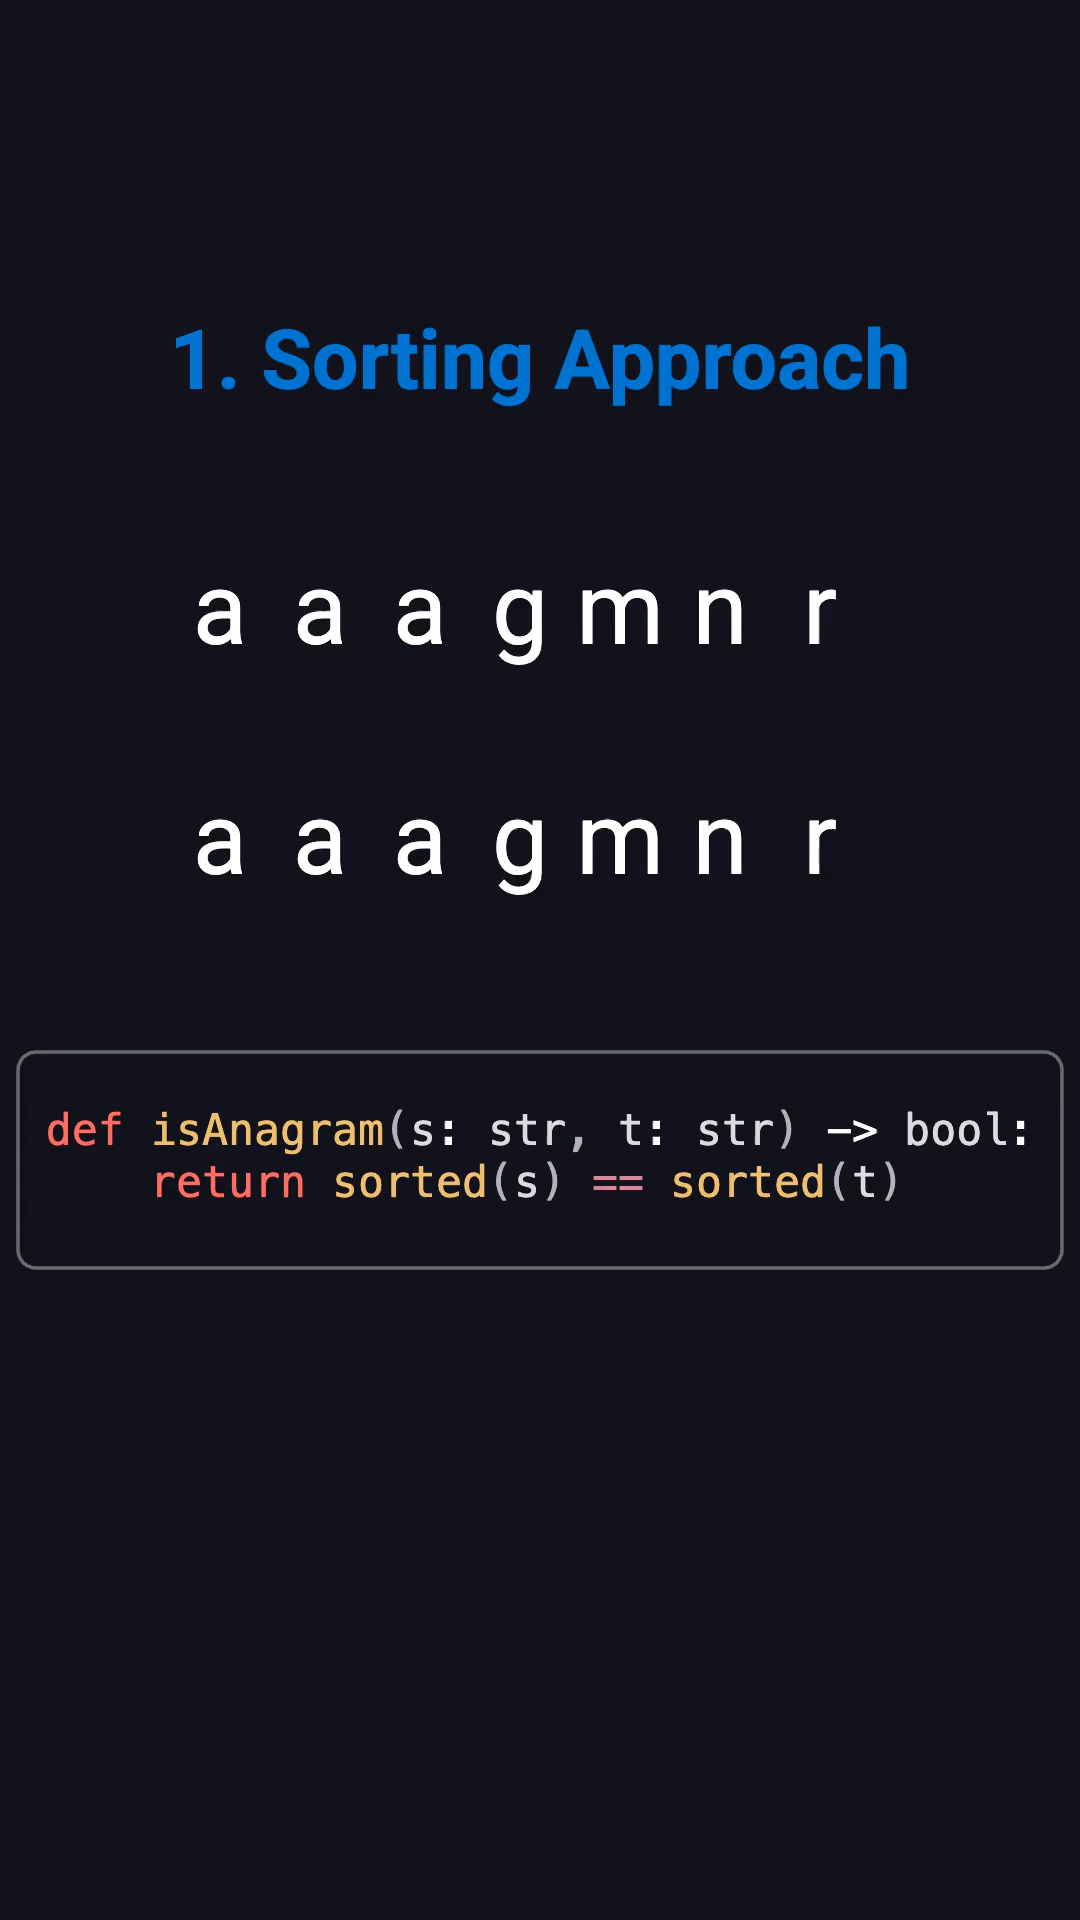 1. Sorting Approach
a a a g m n r
a a a g m n r
def isAnagram(s: str, t: str) -> bool:
    return sorted(s) == sorted(t)